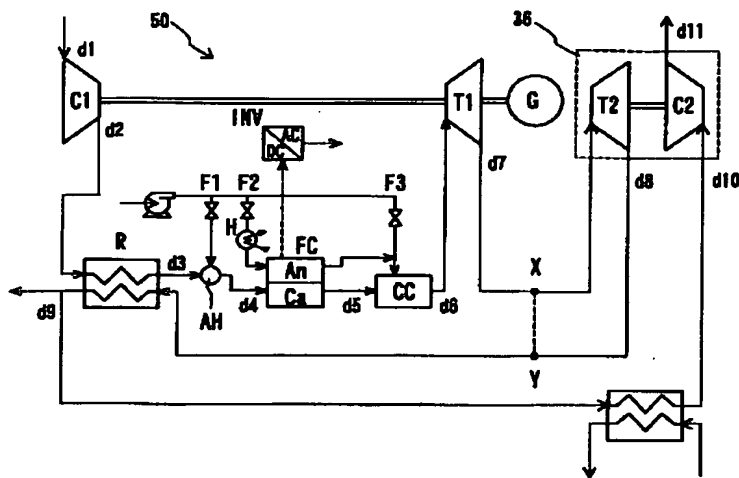 50
36
d1
d11
C1
T1
G
T2
C2
d2
INV
AC
DC
d7
d8
d10
F1
F2
F3
H
FC
R
An
X
d3
Ca
CC
d4
d5
d6
d9
AH
Y